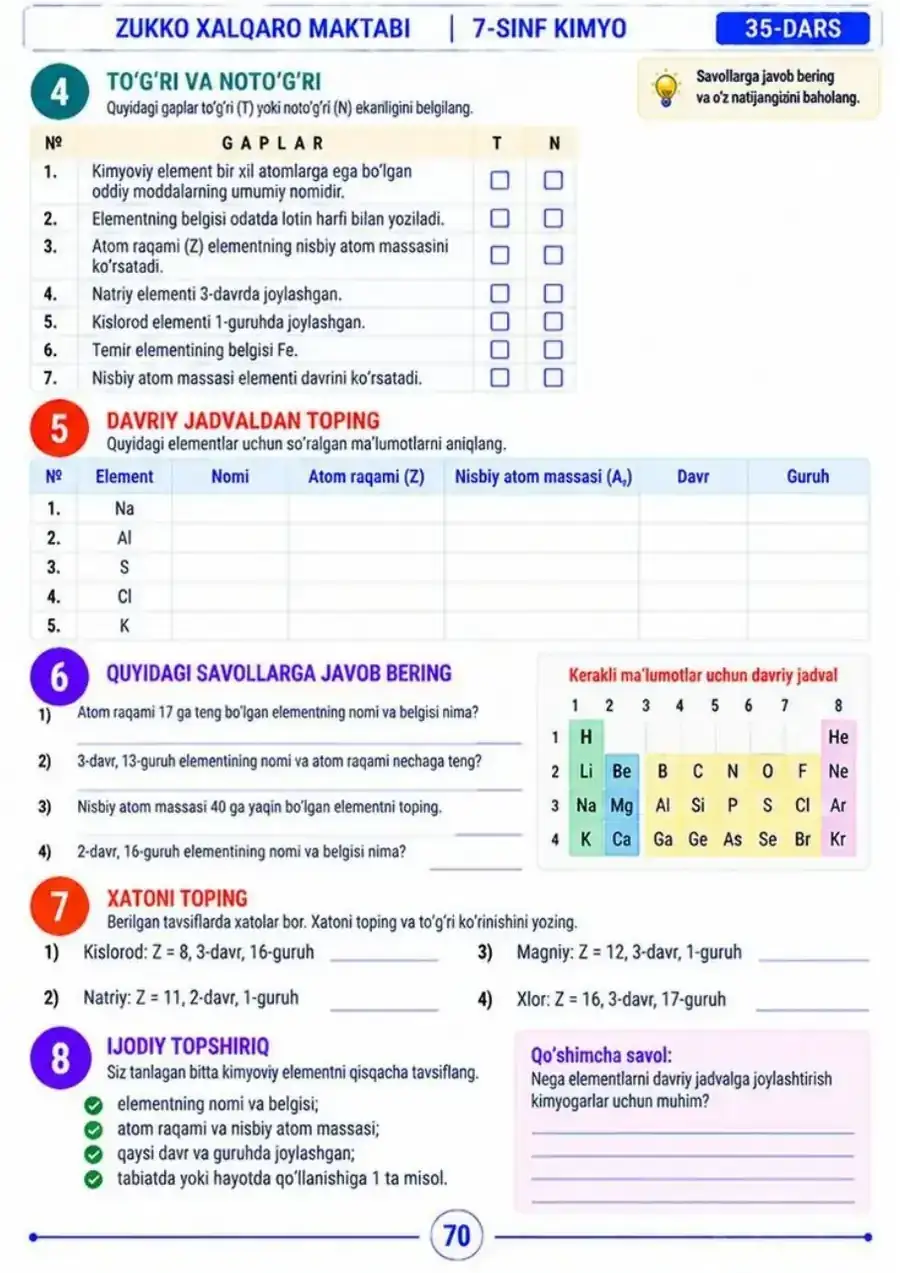 ZUKKO XALQARO MAKTABI | 7-SINF KIMYO 35-DARS
4 TO‘G‘RI VA NOTO‘G‘RI
Quyidagi gaplar to‘g‘ri (T) yoki noto‘g‘ri (N) ekanligini belgilang.
Savollarga javob bering
va o‘z natijangizini baholang.
№ GAPLAR T N
1. Kimyoviy element bir xil atomlarga ega bo‘lgan
oddiy moddalarning umumiy nomidir.
2. Elementning belgisi odatda lotin harfi bilan yoziladi.
3. Atom raqami (Z) elementning nisbiy atom massasini
ko‘rsatadi.
4. Natriy elementi 3-davrda joylashgan.
5. Kislorod elementi 1-guruhda joylashgan.
6. Temir elementining belgisi Fe.
7. Nisbiy atom massasi elementi davrini ko‘rsatadi.
5 DAVRIY JADVALDAN TOPING
Quyidagi elementlar uchun so‘ralgan ma’lumotlarni aniqlang.
№ Element Nomi Atom raqami (Z) Nisbiy atom massasi (Aᵣ) Davr Guruh
1. Na
2. Al
3. S
4. Cl
5. K
6 QUYIDAGI SAVOLLARGA JAVOB BERING
1) Atom raqami 17 ga teng bo‘lgan elementning nomi va belgisi nima?
2) 3-davr, 13-guruh elementining nomi va atom raqami nechaga teng?
3) Nisbiy atom massasi 40 ga yaqin bo‘lgan elementni toping.
4) 2-davr, 16-guruh elementining nomi va belgisi nima?
Kerakli ma’lumotlar uchun davriy jadval
1 2 3 4 5 6 7 8
1 H He
2 Li Be B C N O F Ne
3 Na Mg Al Si P S Cl Ar
4 K Ca Ga Ge As Se Br Kr
7 XATONI TOPING
Berilgan tavsiflarda xatolar bor. Xatoni toping va to‘g‘ri ko‘rinishini yozing.
1) Kislorod: Z = 8, 3-davr, 16-guruh
3) Magniy: Z = 12, 3-davr, 1-guruh
2) Natriy: Z = 11, 2-davr, 1-guruh
4) Xlor: Z = 16, 3-davr, 17-guruh
8 IJODIY TOPSHIRIQ
Siz tanlagan bitta kimyoviy elementni qisqacha tavsiflang.
elementning nomi va belgisi;
atom raqami va nisbiy atom massasi;
qaysi davr va guruhda joylashgan;
tabiatda yoki hayotda qo‘llanishiga 1 ta misol.
Qo‘shimcha savol:
Nega elementlarni davriy jadvalga joylashtirish
kimyogarlar uchun muhim?
70